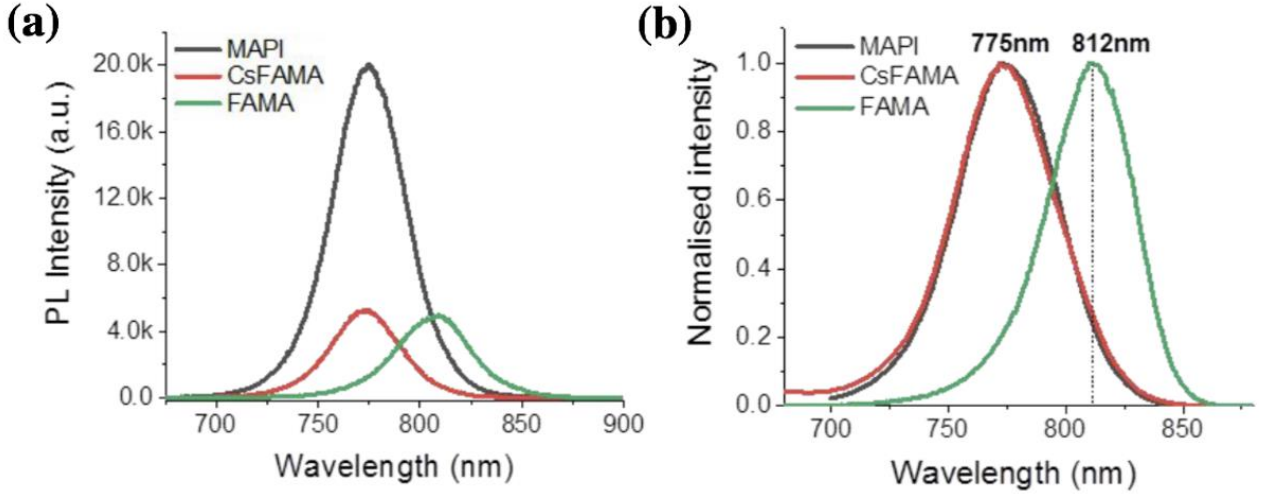 (a)
MAPI
CsFAMA
FAMA
20.0k
16.0k
12.0k
8.0k
4.0k
0.0
PL Intensity (a.u.)
700 750 800 850 900
Wavelength (nm)
(b)
MAPI
CsFAMA
FAMA
775nm 812nm
1.0
0.8
0.6
0.4
0.2
0.0
Normalised intensity
700 750 800 850
Wavelength (nm)